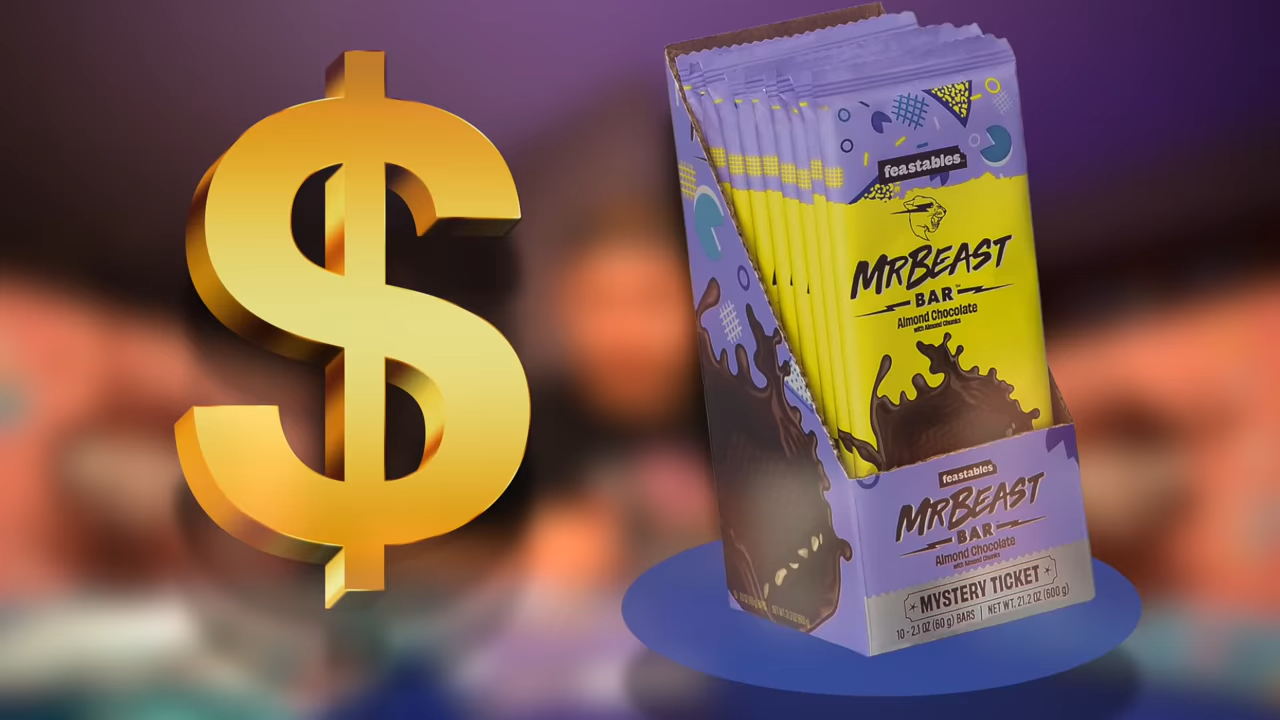 $
feastables
MRBEAST
BAR™
Almond Chocolate
with Almond Chunks
feastables
MRBEAST
BAR
Almond Chocolate
with Almond Chunks
MYSTERY TICKET
10 - 2.1 OZ (60 g) BARS | NET WT. 21.2 OZ (600 g)